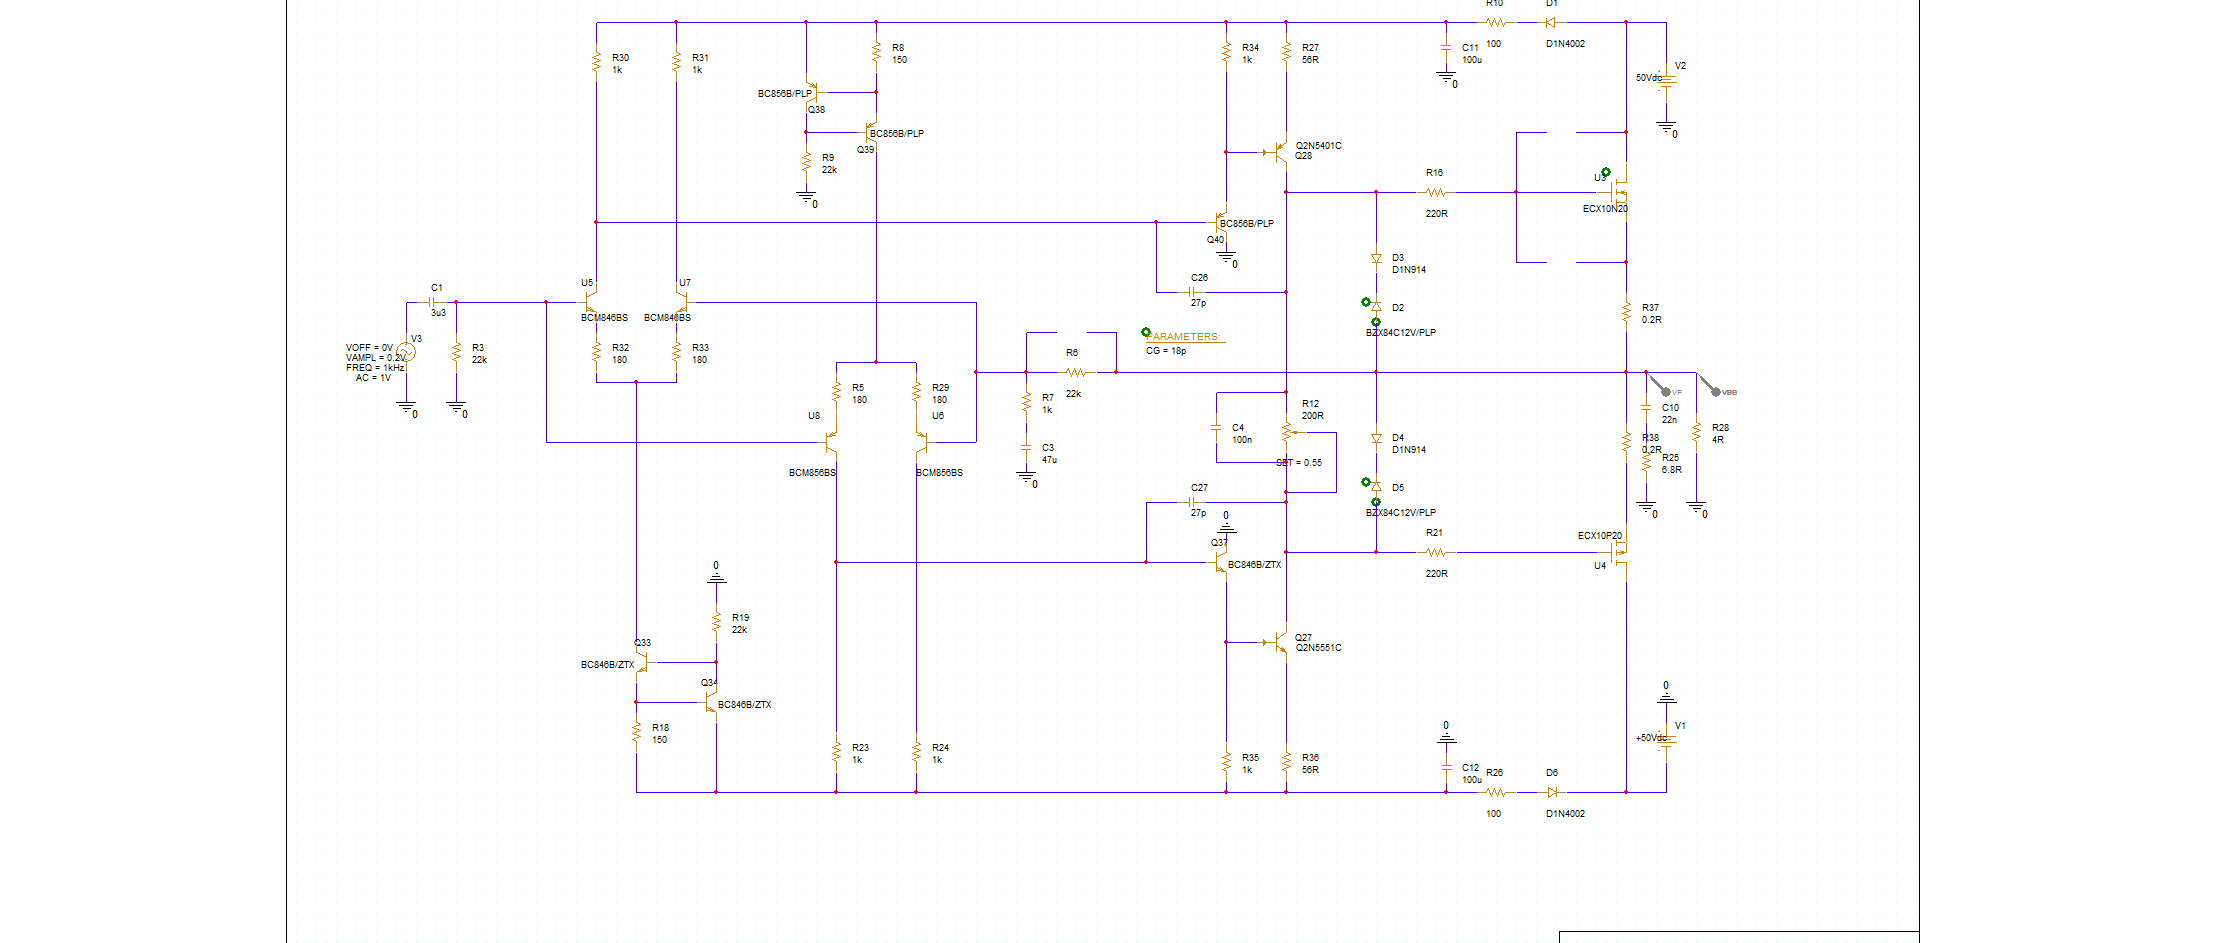 R10
D1
R30
1k
R31
1k
R8
150
R34
1k
R27
56R
C11
100u
100
D1N4002
V2
50Vdc
0
0
BC856B/PLP
Q38
BC856B/PLP
Q39
R9
22k
0
Q2N5401C
Q28
R16
220R
U3
ECX10N20
BC856B/PLP
Q40
0
D3
D1N914
C26
27p
D2
BZX84C12V/PLP
R37
0.2R
C1
3u3
U5
BCM846BS
U7
BCM846BS
V3
VOFF = 0V
VAMPL = 0.2V
FREQ = 1kHz
AC = 1V
0
R3
22k
0
R32
180
R33
180
PARAMETERS:
CG = 18p
R6
22k
R5
180
R29
180
U8
BCM856BS
U6
BCM856BS
R7
1k
C3
47u
0
C4
100n
R12
200R
SET = 0.55
D4
D1N914
VP
VBB
C10
22n
R38
0.2R
R25
6.8R
0
R28
4R
0
C27
27p
D5
BZX84C12V/PLP
0
Q37
BC846B/ZTX
R21
220R
ECX10P20
U4
0
R19
22k
Q33
BC846B/ZTX
Q34
BC846B/ZTX
Q27
Q2N5551C
R18
150
R23
1k
R24
1k
R35
1k
R36
56R
0
C12
100u
R26
100
D6
D1N4002
0
V1
+50Vdc